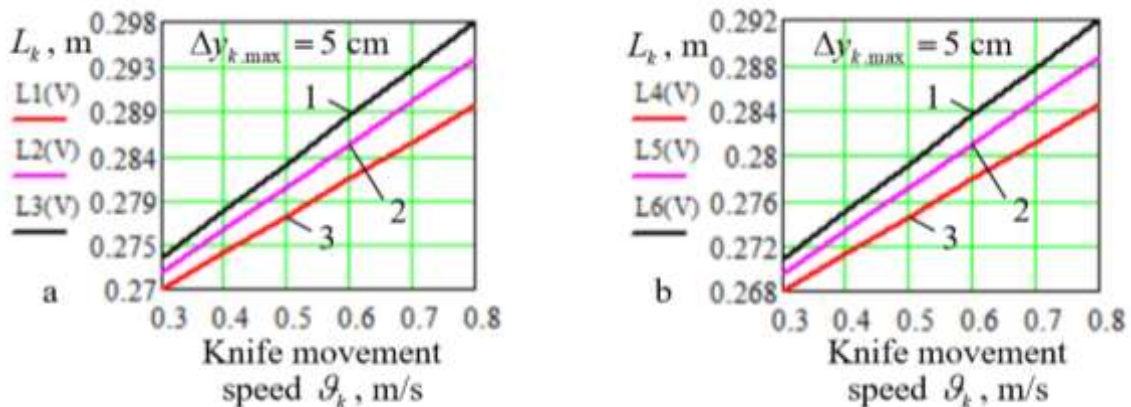 0.298
L_k, m
Δy_k.max = 5 cm
0.293
L1(V)
1
0.289
L2(V)
0.284
L3(V)
0.279
2
3
0.275
a
0.27
0.3 0.4 0.5 0.6 0.7 0.8
Knife movement
speed ϑ_k, m/s
0.292
L_k, m
Δy_k.max = 5 cm
0.288
L4(V)
1
0.284
L5(V)
0.28
L6(V)
0.276
2
3
0.272
b
0.268
0.3 0.4 0.5 0.6 0.7 0.8
Knife movement
speed ϑ_k, m/s